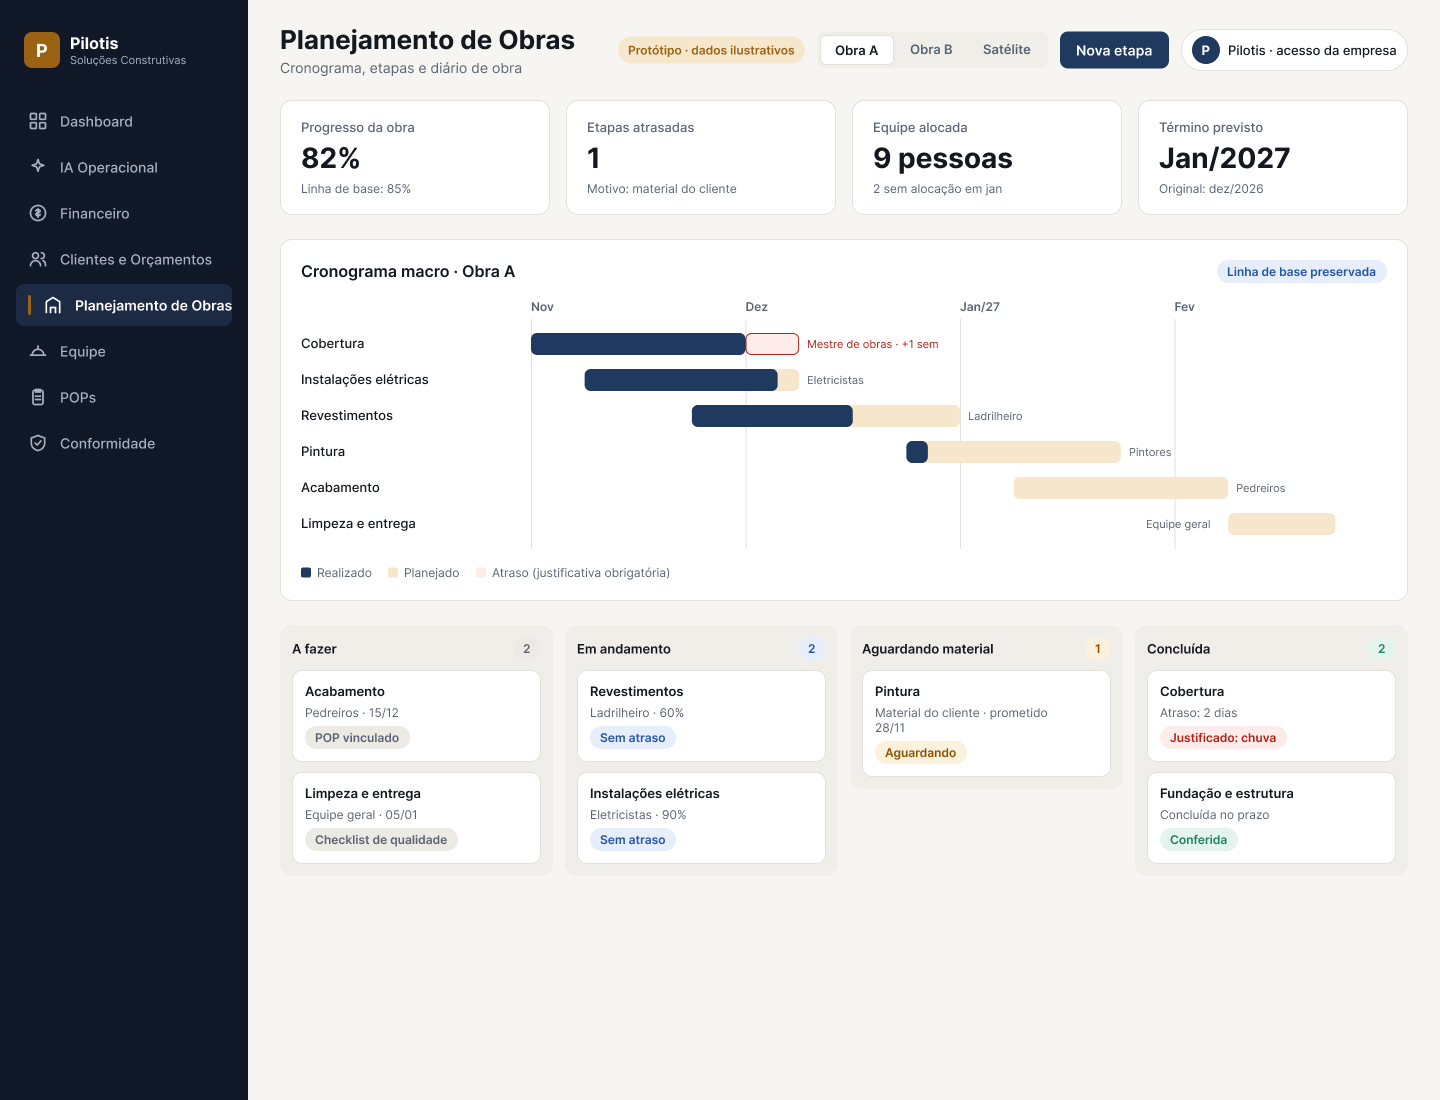 P
Pilotis
Soluções Construtivas
Dashboard
IA Operacional
Financeiro
Clientes e Orçamentos
Planejamento de Obras
Equipe
POPs
Conformidade
Planejamento de Obras
Cronograma, etapas e diário de obra
Protótipo · dados ilustrativos
Obra A
Obra B
Satélite
Nova etapa
P
Pilotis · acesso da empresa
Progresso da obra
82%
Linha de base: 85%
Etapas atrasadas
1
Motivo: material do cliente
Equipe alocada
9 pessoas
2 sem alocação em jan
Término previsto
Jan/2027
Original: dez/2026
Cronograma macro · Obra A
Linha de base preservada
Nov
Dez
Jan/27
Fev
Cobertura
Mestre de obras · +1 sem
Instalações elétricas
Eletricistas
Revestimentos
Ladrilheiro
Pintura
Pintores
Acabamento
Pedreiros
Limpeza e entrega
Equipe geral
Realizado
Planejado
Atraso (justificativa obrigatória)
A fazer
2
Acabamento
Pedreiros · 15/12
POP vinculado
Limpeza e entrega
Equipe geral · 05/01
Checklist de qualidade
Em andamento
2
Revestimentos
Ladrilheiro · 60%
Sem atraso
Instalações elétricas
Eletricistas · 90%
Sem atraso
Aguardando material
1
Pintura
Material do cliente · prometido
28/11
Aguardando
Concluída
2
Cobertura
Atraso: 2 dias
Justificado: chuva
Fundação e estrutura
Concluída no prazo
Conferida